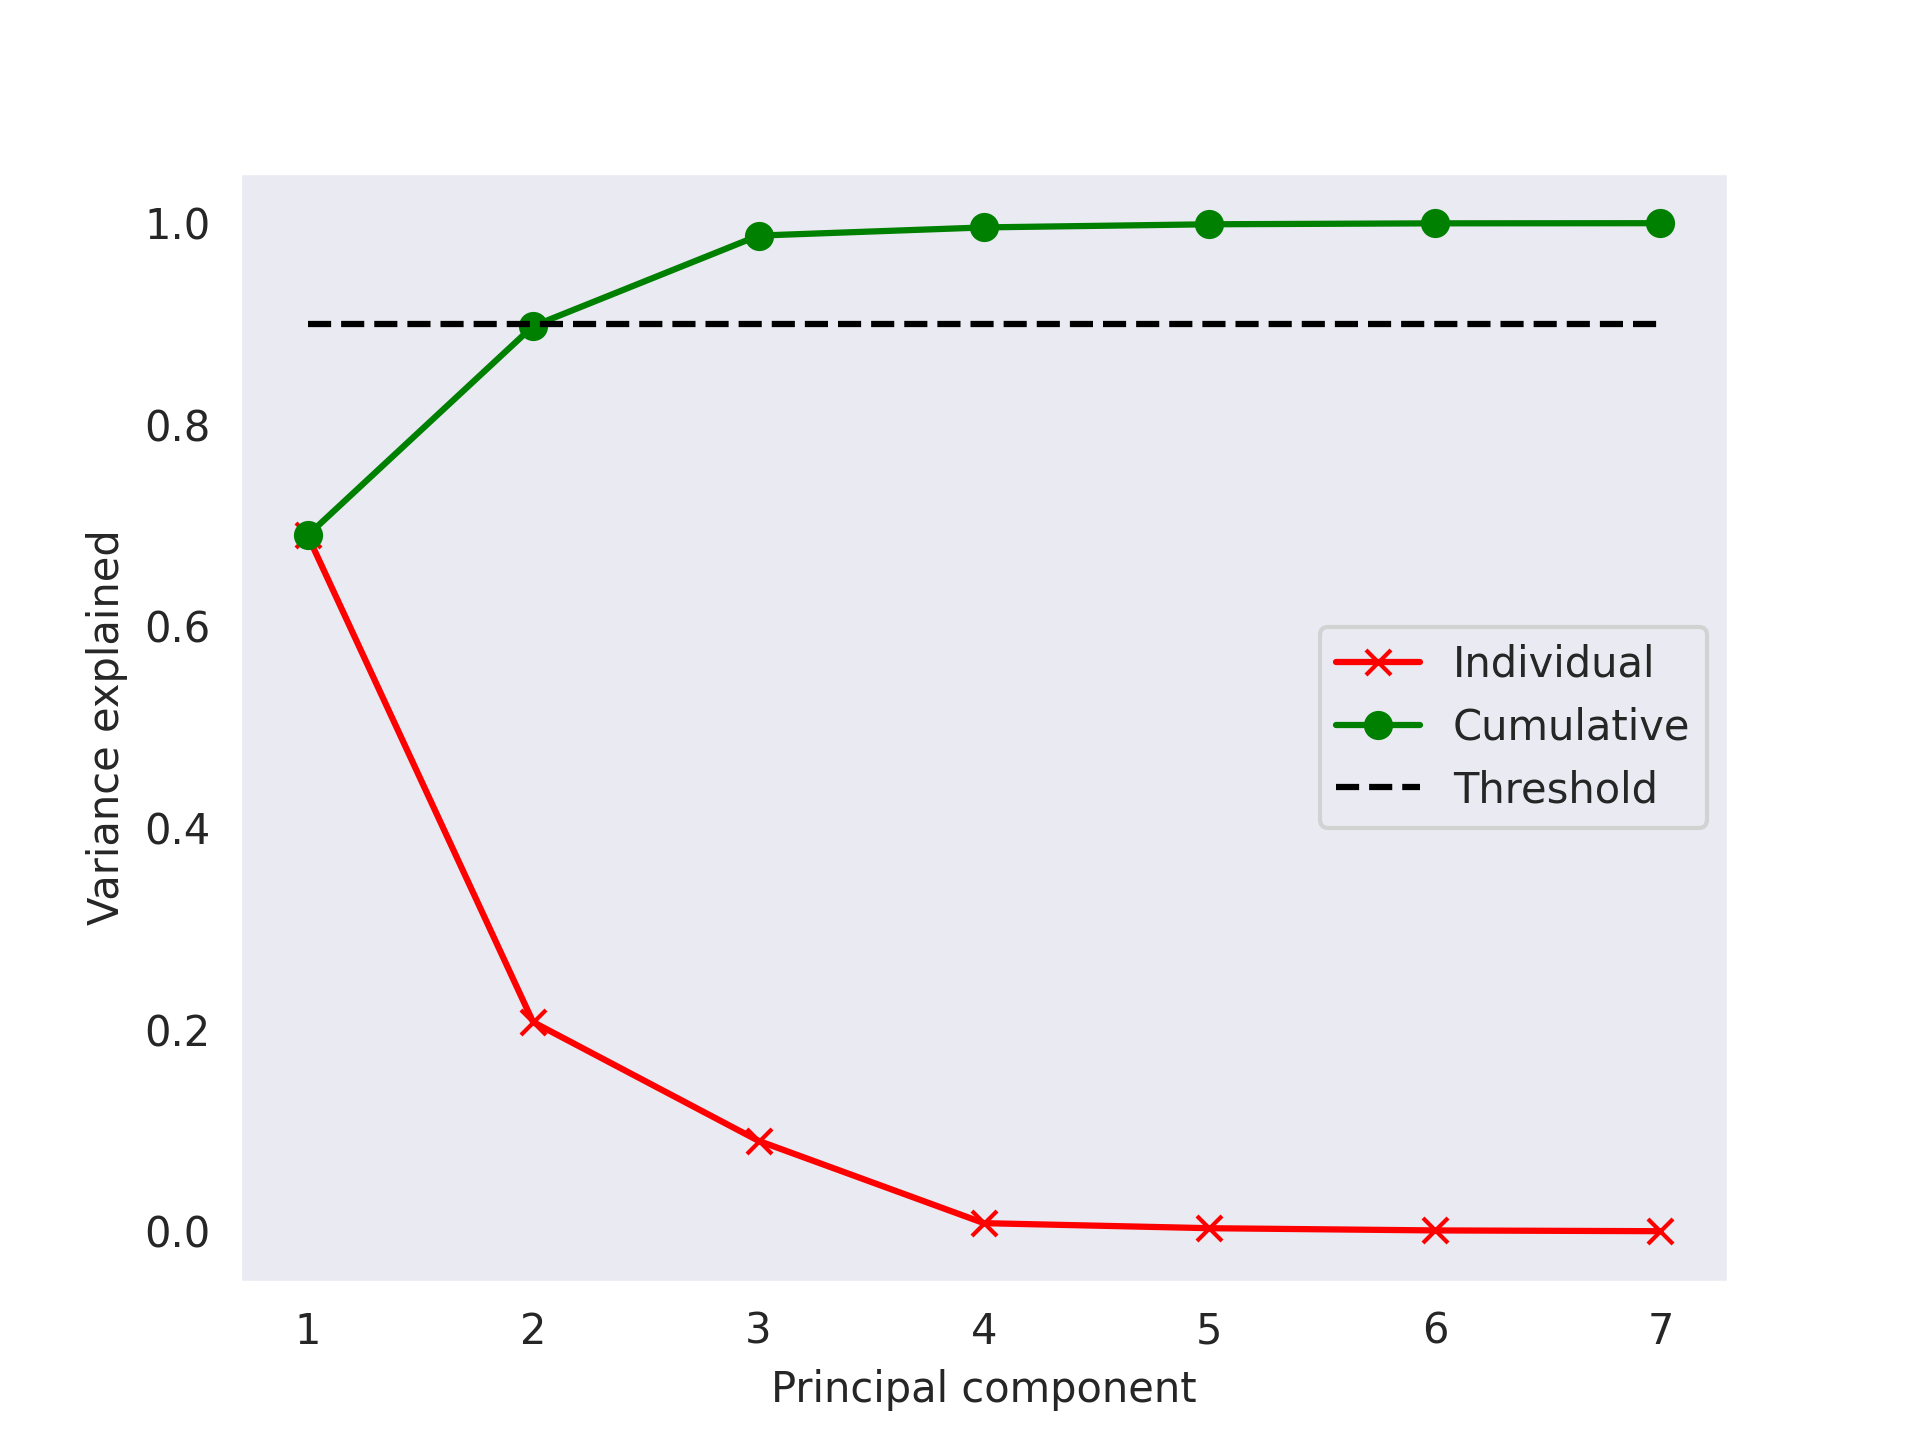 1.0
0.8
0.6
0.4
0.2
0.0
Variance explained
Individual
Cumulative
Threshold
1 2 3 4 5 6 7
Principal component